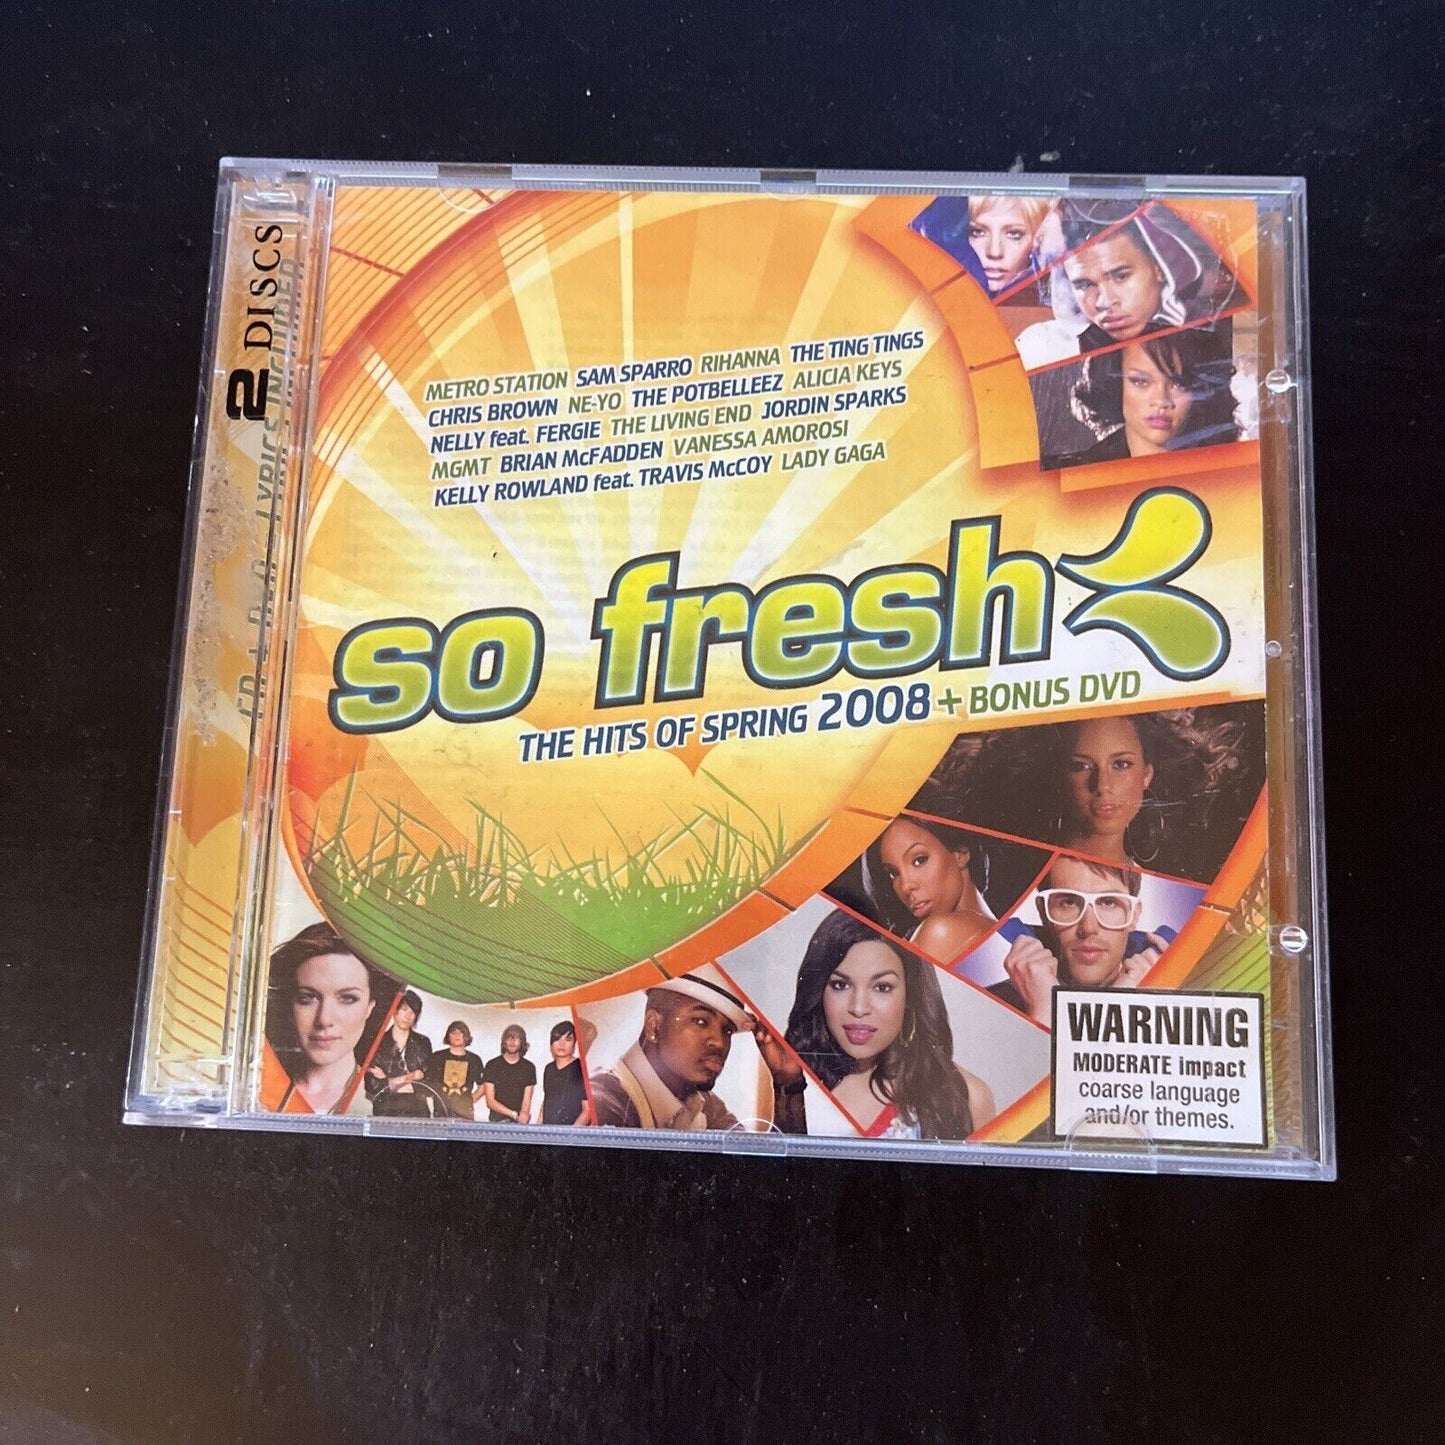 2 DISCS
METRO STATION SAM SPARRO RIHANNA THE TING TINGS
CHRIS BROWN NE-YO THE POTBELLEEZ ALICIA KEYS
NELLY feat. FERGIE THE LIVING END JORDIN SPARKS
MGMT BRIAN McFADDEN VANESSA AMOROSI
KELLY ROWLAND feat. TRAVIS McCOY LADY GAGA
so fresh
THE HITS OF SPRING 2008 + BONUS DVD
WARNING
MODERATE impact
coarse language
and/or themes.